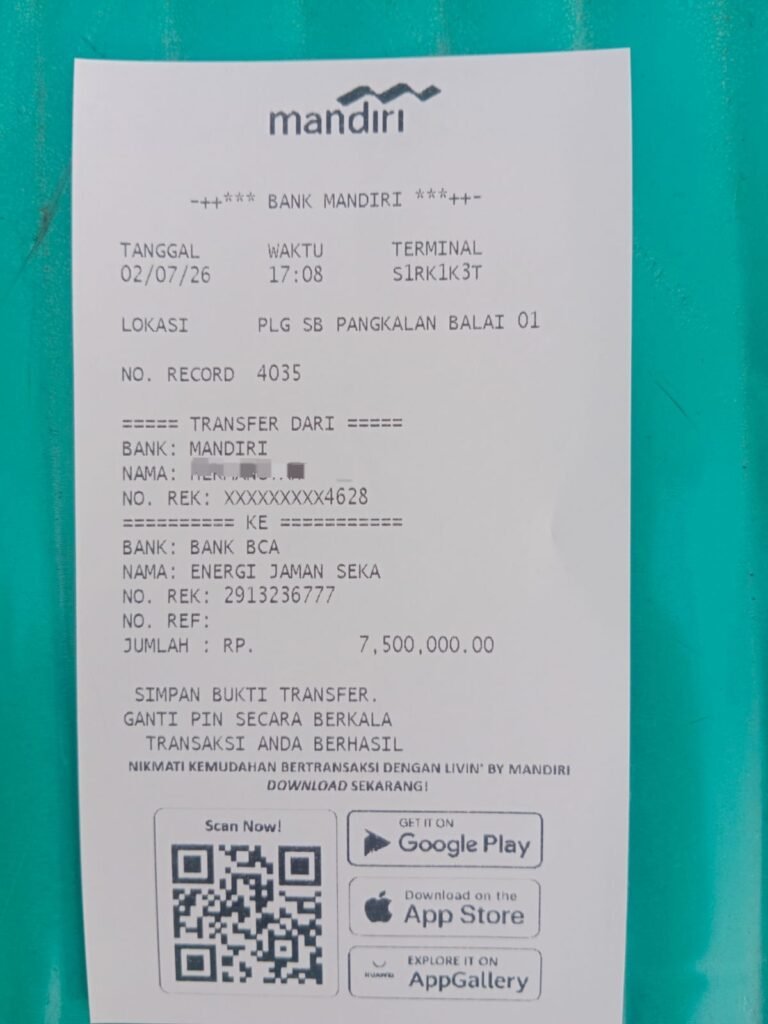 mandiri
-++*** BANK MANDIRI ***++-
TANGGAL WAKTU TERMINAL
02/07/26 17:08 S1RK1K3T
LOKASI PLG SB PANGKALAN BALAI 01
NO. RECORD 4035
===== TRANSFER DARI =====
BANK: MANDIRI
NAMA:
NO. REK: XXXXXXXXX4628
========== KE ===========
BANK: BANK BCA
NAMA: ENERGI JAMAN SEKA
NO. REK: 2913236777
NO. REF:
JUMLAH : RP. 7,500,000.00
SIMPAN BUKTI TRANSFER.
GANTI PIN SECARA BERKALA
TRANSAKSI ANDA BERHASIL
NIKMATI KEMUDAHAN BERTRANSAKSI DENGAN LIVIN' BY MANDIRI
DOWNLOAD SEKARANG!
Scan Now!
GET IT ON
Google Play
Download on the
App Store
EXPLORE IT ON
HUAWEI AppGallery